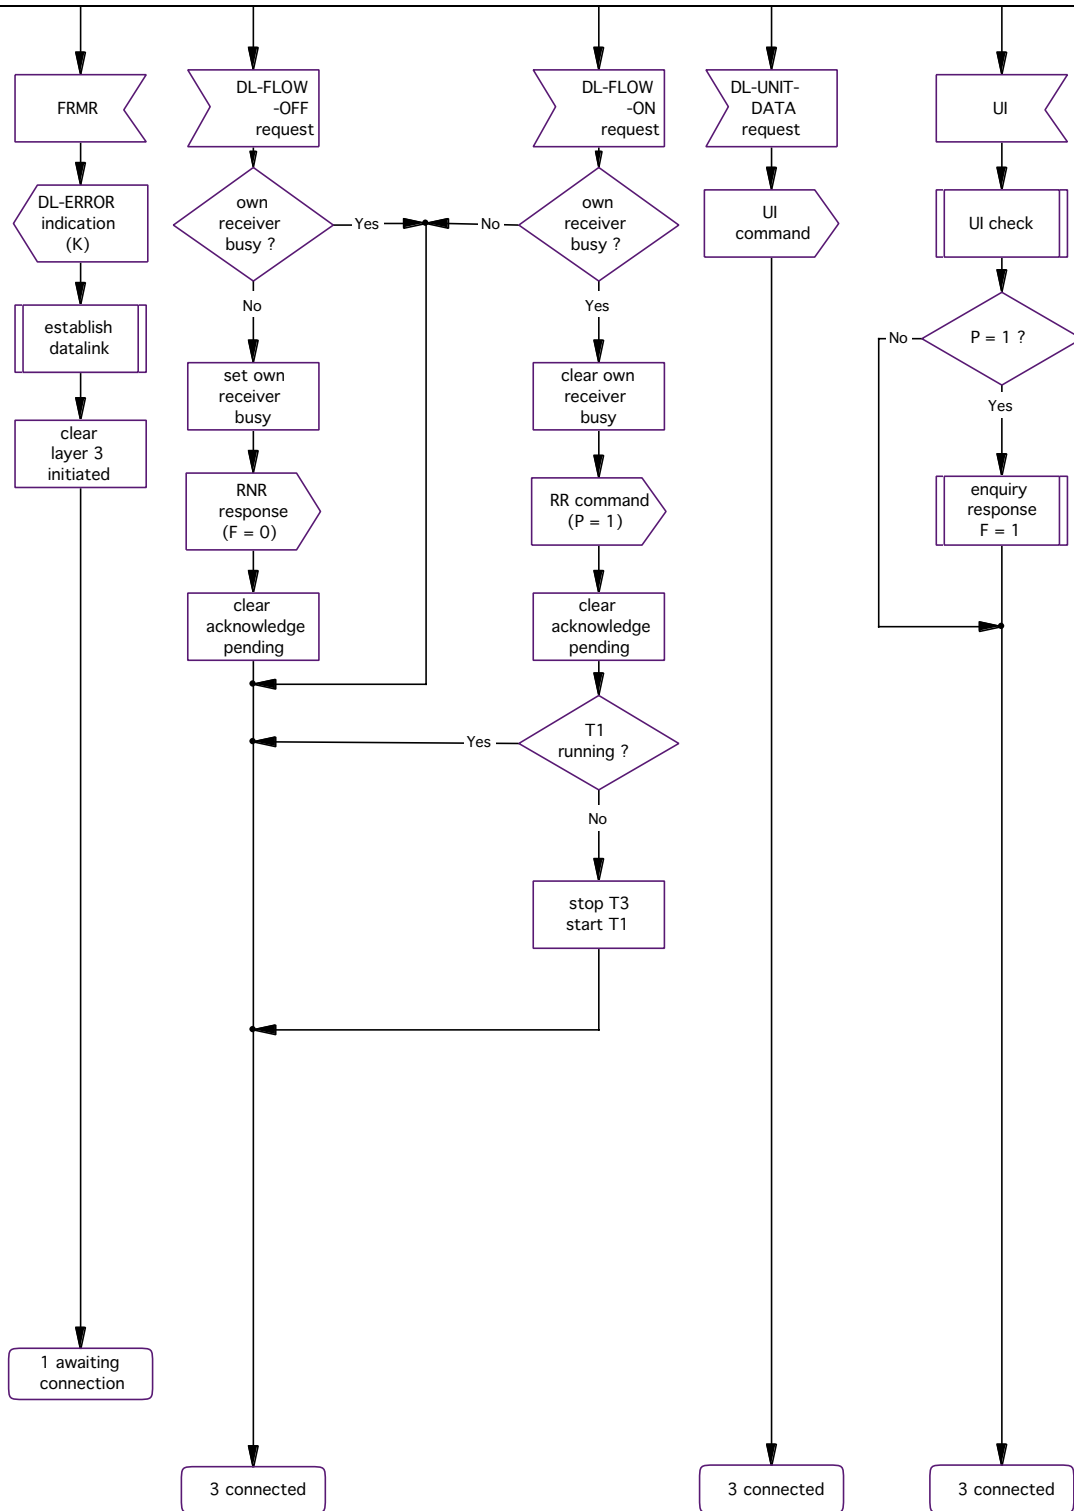 FRMR
DL-ERROR
indication
(K)
establish
datalink
clear
layer 3
initiated
1 awaiting
connection
DL-FLOW
-OFF
request
own
receiver
busy ?
Yes
No
set own
receiver
busy
RNR
response
(F = 0)
clear
acknowledge
pending
3 connected
DL-FLOW
-ON
request
own
receiver
busy ?
No
Yes
clear own
receiver
busy
RR command
(P = 1)
clear
acknowledge
pending
T1
running ?
Yes
No
stop T3
start T1
DL-UNIT-
DATA
request
UI
command
3 connected
UI
UI check
P = 1 ?
No
Yes
enquiry
response
F = 1
3 connected